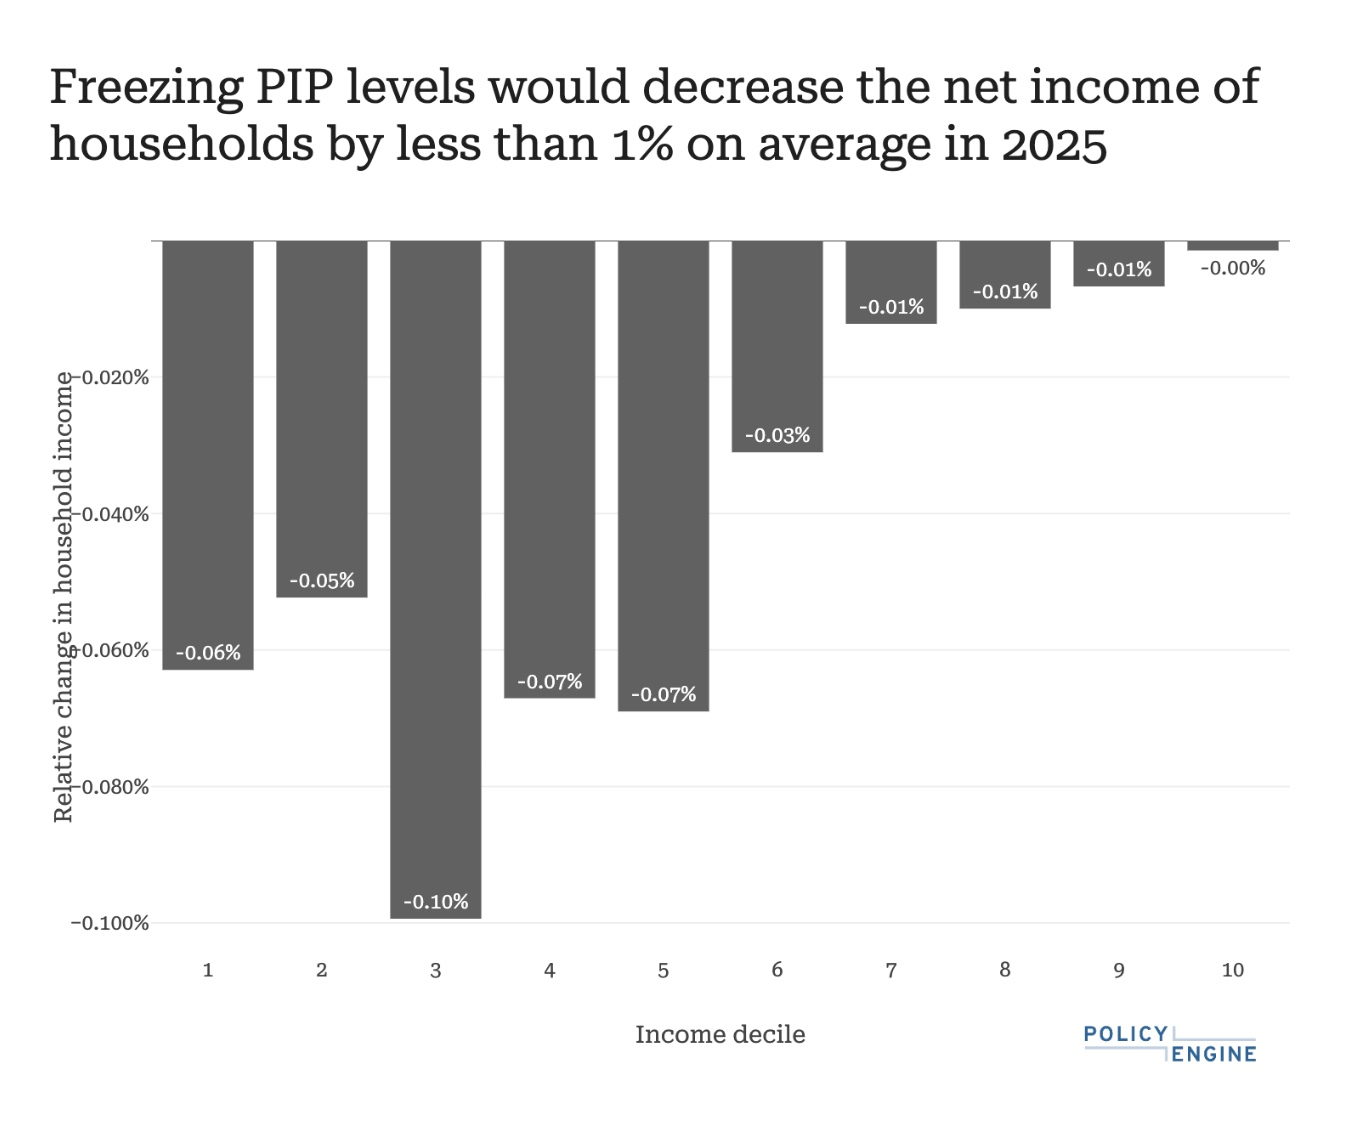 Freezing PIP levels would decrease the net income of
households by less than 1% on average in 2025
Relative change in household income
−0.020%
−0.040%
−0.060%
−0.080%
−0.100%
-0.06%
-0.05%
-0.10%
-0.07%
-0.07%
-0.03%
-0.01%
-0.01%
-0.01%
-0.00%
1 2 3 4 5 6 7 8 9 10
Income decile
POLICY
ENGINE